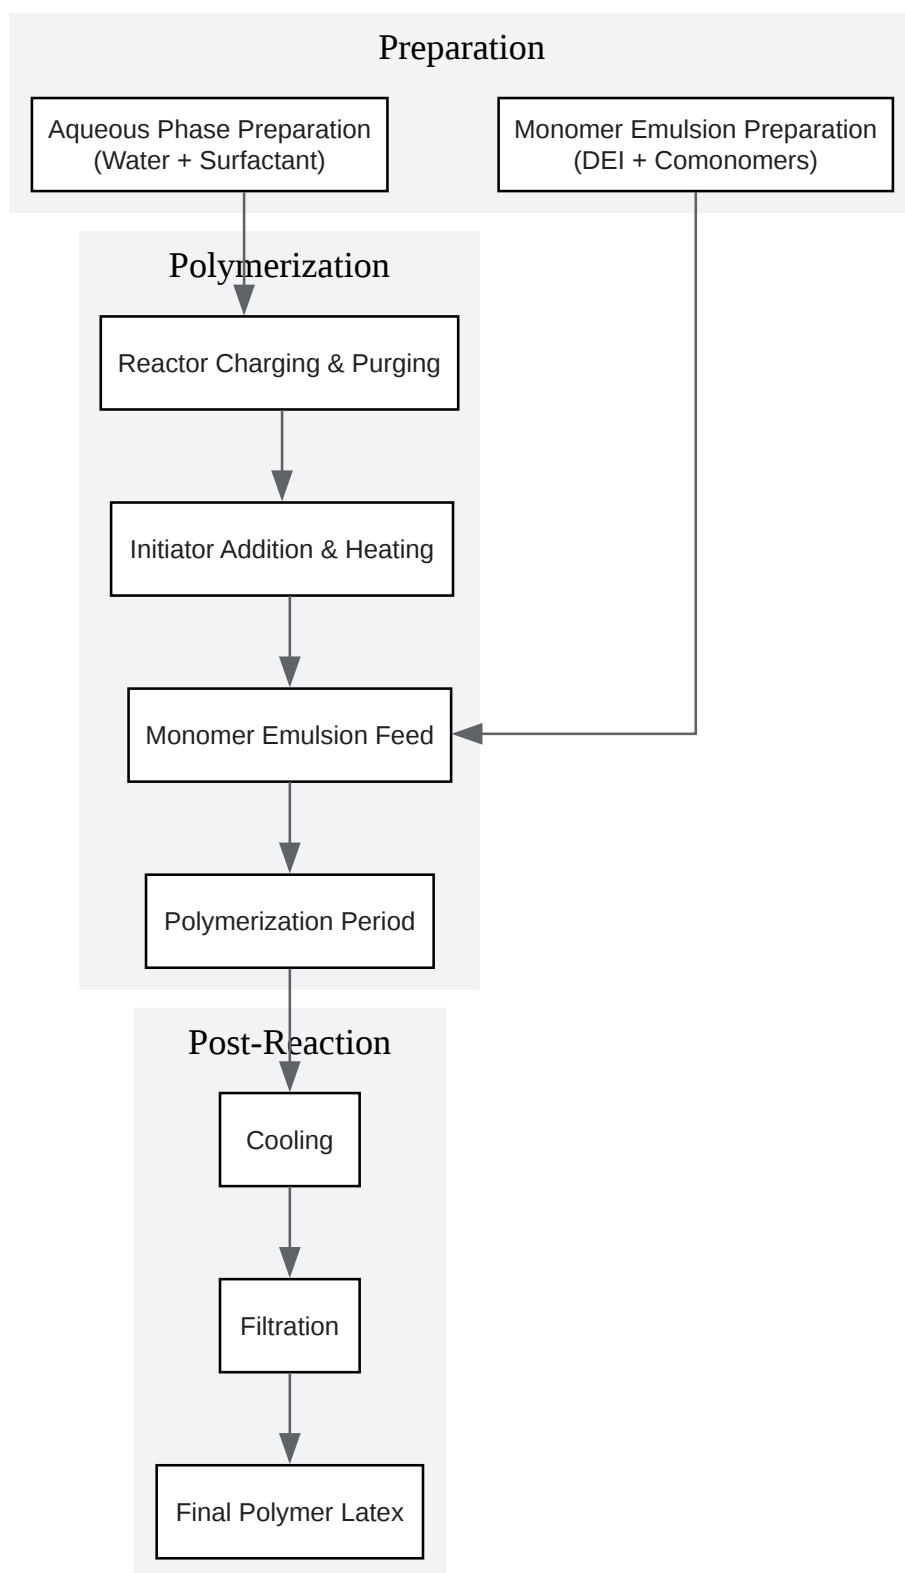 Preparation
Aqueous Phase Preparation
(Water + Surfactant)
Monomer Emulsion Preparation
(DEI + Comonomers)
Polymerization
Reactor Charging & Purging
Initiator Addition & Heating
Monomer Emulsion Feed
Polymerization Period
Post-Reaction
Cooling
Filtration
Final Polymer Latex